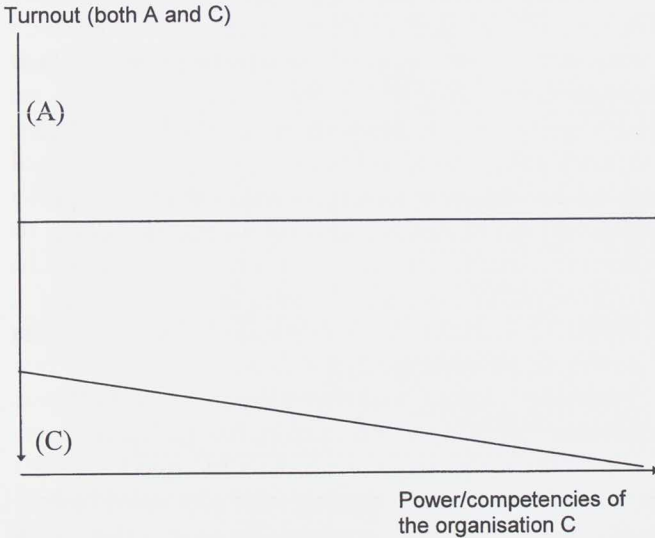 Turnout (both A and C)
(A)
(C)
Power/competencies of
the organisation C